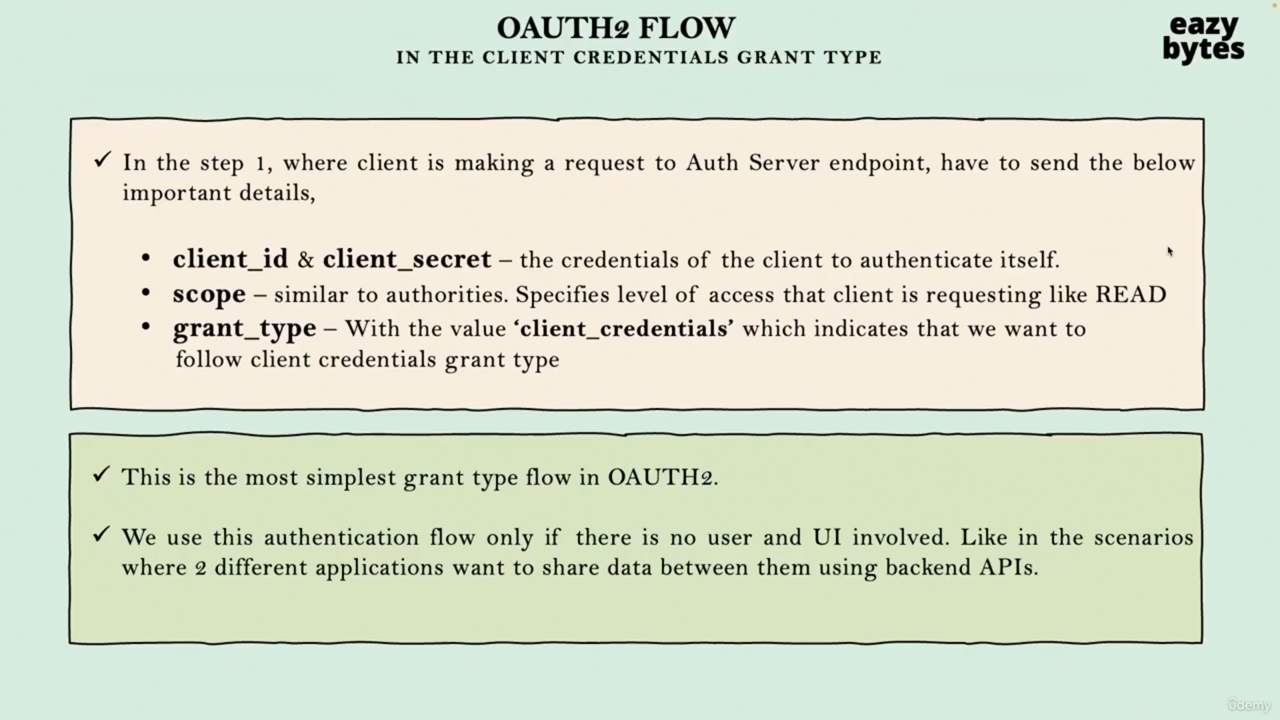 OAUTH2 FLOW
IN THE CLIENT CREDENTIALS GRANT TYPE
eazy
bytes
✓ In the step 1, where client is making a request to Auth Server endpoint, have to send the below
important details,
• client_id & client_secret – the credentials of the client to authenticate itself.
• scope – similar to authorities. Specifies level of access that client is requesting like READ
• grant_type – With the value ‘client_credentials’ which indicates that we want to
follow client credentials grant type
✓ This is the most simplest grant type flow in OAUTH2.
✓ We use this authentication flow only if there is no user and UI involved. Like in the scenarios
where 2 different applications want to share data between them using backend APIs.
ûdemy